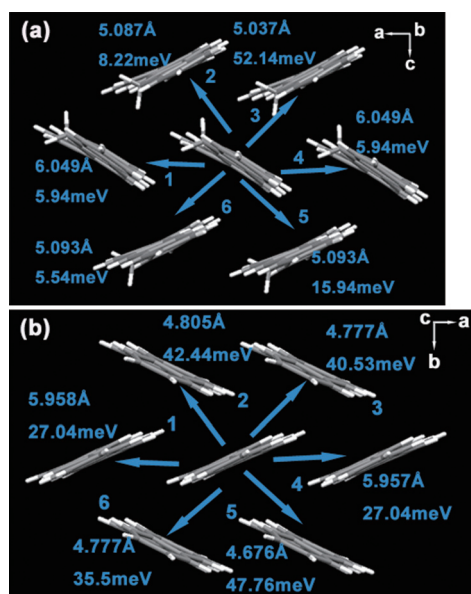 (a)
5.087Å
8.22meV
2
5.037Å
52.14meV
3
a
b
c
6.049Å
5.94meV
1
4
6.049Å
5.94meV
6
5
5.093Å
5.54meV
5.093Å
15.94meV
(b)
4.805Å
42.44meV
2
4.777Å
40.53meV
3
c
a
b
5.958Å
27.04meV
1
4
5.957Å
27.04meV
6
4.777Å
35.5meV
5
4.676Å
47.76meV